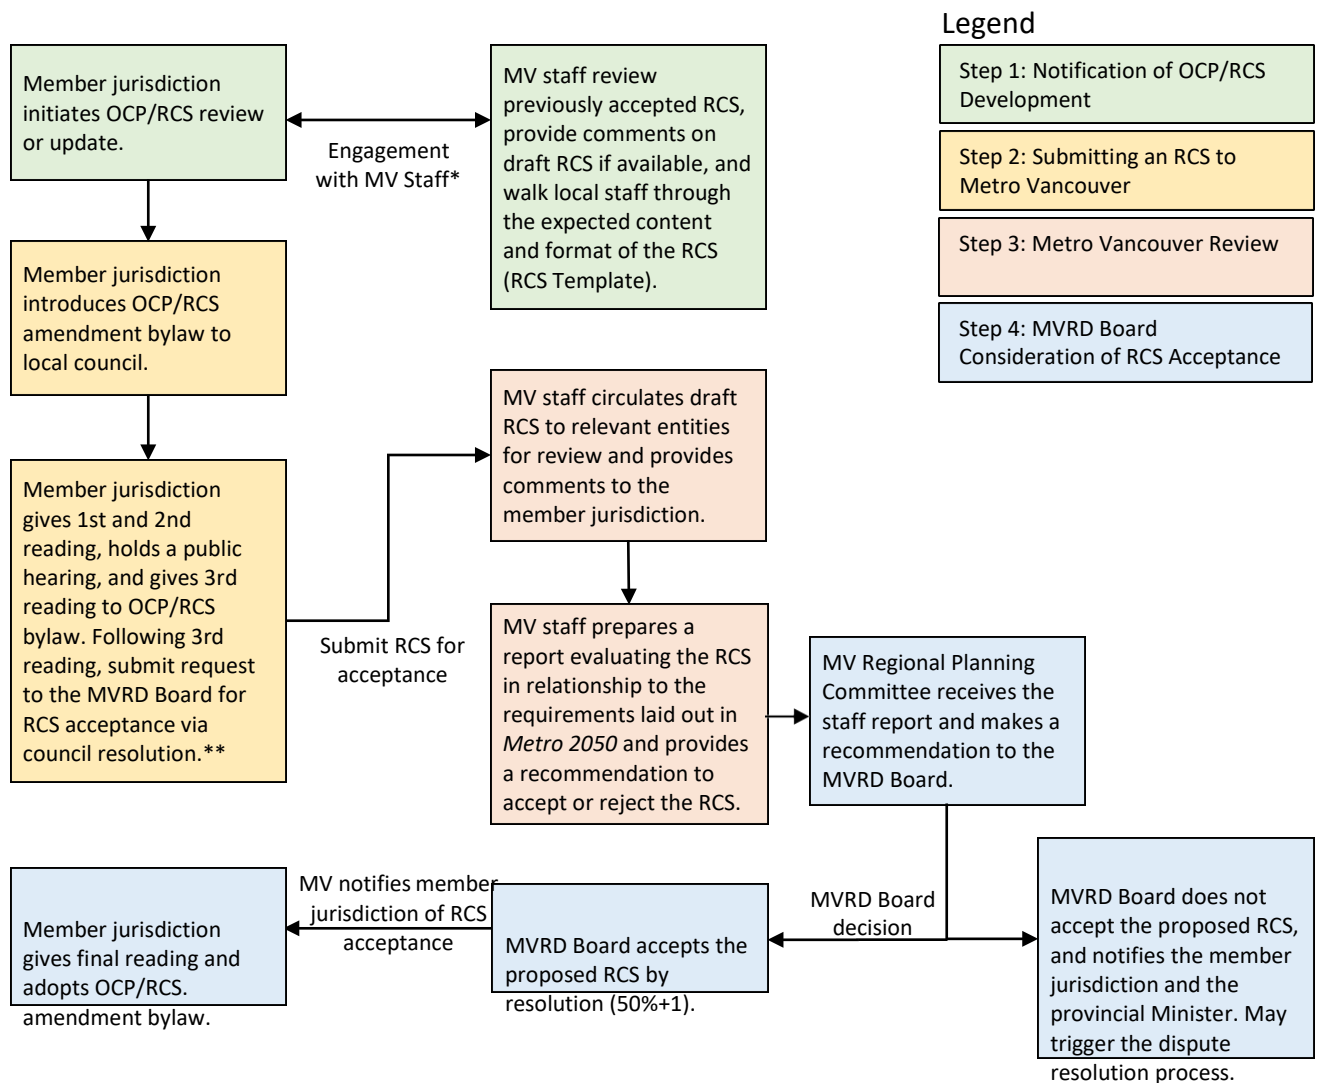 Legend
Member jurisdiction
initiates OCP/RCS review
or update.
Engagement
with MV Staff*
MV staff review
previously accepted RCS,
provide comments on
draft RCS if available, and
walk local staff through
the expected content
and format of the RCS
(RCS Template).
Step 1: Notification of OCP/RCS
Development
Step 2: Submitting an RCS to
Metro Vancouver
Step 3: Metro Vancouver Review
Step 4: MVRD Board
Consideration of RCS Acceptance
Member jurisdiction
introduces OCP/RCS
amendment bylaw to
local council.
Member jurisdiction
gives 1st and 2nd
reading, holds a public
hearing, and gives 3rd
reading to OCP/RCS
bylaw. Following 3rd
reading, submit request
to the MVRD Board for
RCS acceptance via
council resolution.**
Submit RCS for
acceptance
MV staff circulates draft
RCS to relevant entities
for review and provides
comments to the
member jurisdiction.
MV staff prepares a
report evaluating the RCS
in relationship to the
requirements laid out in
Metro 2050 and provides
a recommendation to
accept or reject the RCS.
MV Regional Planning
Committee receives the
staff report and makes a
recommendation to the
MVRD Board.
MVRD Board
decision
MVRD Board does not
accept the proposed RCS,
and notifies the member
jurisdiction and the
provincial Minister. May
trigger the dispute
resolution process.
MVRD Board accepts the
proposed RCS by
resolution (50%+1).
MV notifies member
jurisdiction of RCS
acceptance
Member jurisdiction
gives final reading and
adopts OCP/RCS.
amendment bylaw.